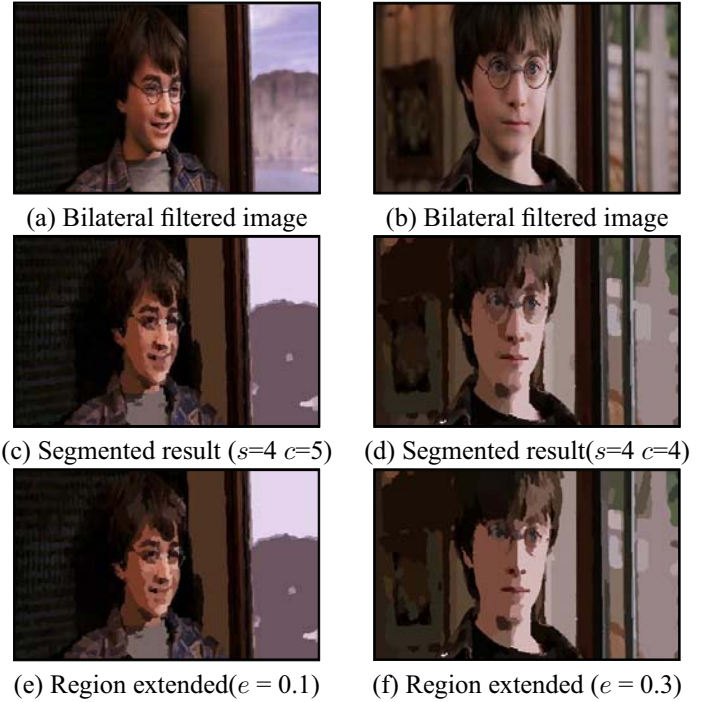 (a) Bilateral filtered image
(b) Bilateral filtered image
(c) Segmented result (s=4 c=5)
(d) Segmented result(s=4 c=4)
(e) Region extended(e = 0.1)
(f) Region extended (e = 0.3)